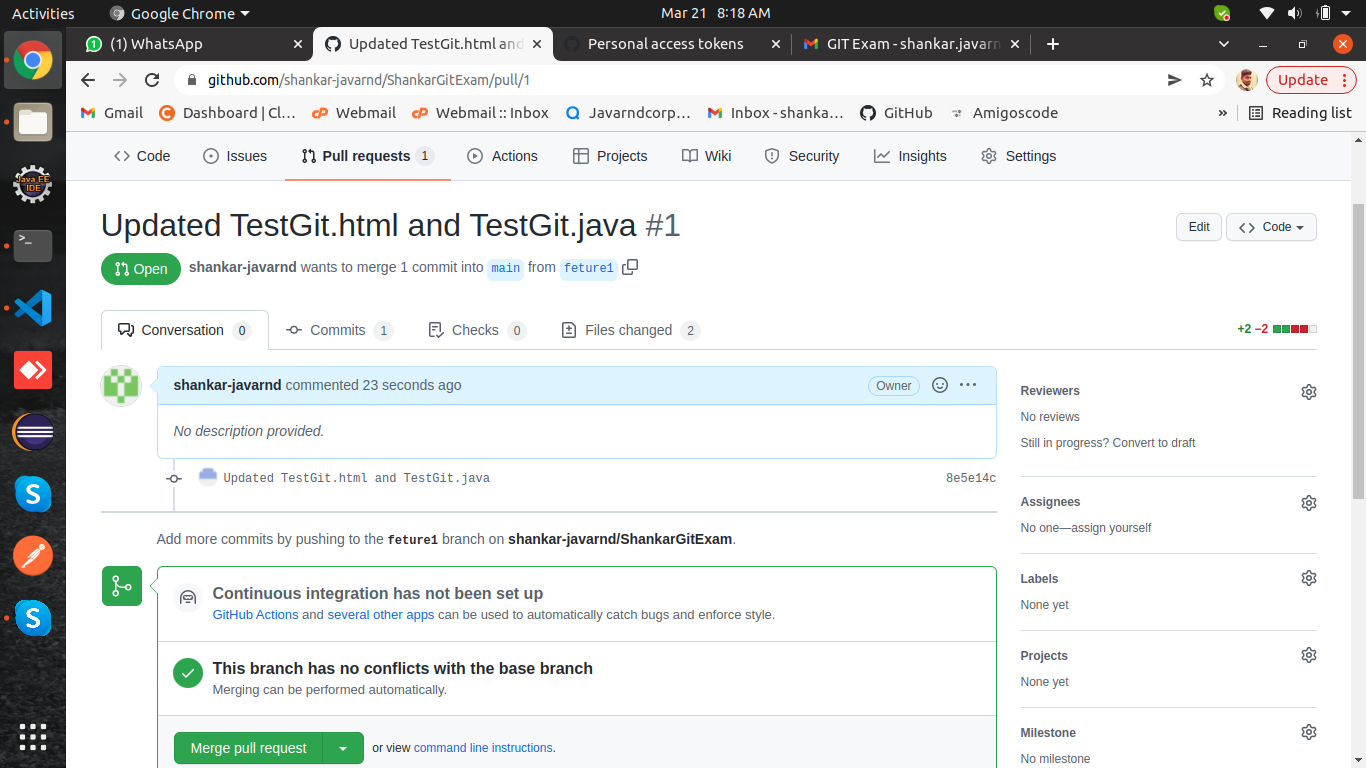 Activities Google Chrome Mar 21 8:18 AM
(1) WhatsApp Updated TestGit.html and Personal access tokens GIT Exam - shankar.javarn
github.com/shankar-javarnd/ShankarGitExam/pull/1 Update
Gmail Dashboard | Cl… Webmail Webmail :: Inbox Javarndcorp… Inbox - shanka… GitHub Amigoscode » Reading list
Code Issues Pull requests 1 Actions Projects Wiki Security Insights Settings
Updated TestGit.html and TestGit.java #1
Edit Code
Open shankar-javarnd wants to merge 1 commit into main from feture1
Conversation 0 Commits 1 Checks 0 Files changed 2 +2 −2
shankar-javarnd commented 23 seconds ago Owner
No description provided.
Updated TestGit.html and TestGit.java 8e5e14c
Add more commits by pushing to the feture1 branch on shankar-javarnd/ShankarGitExam.
Continuous integration has not been set up
GitHub Actions and several other apps can be used to automatically catch bugs and enforce style.
This branch has no conflicts with the base branch
Merging can be performed automatically.
Merge pull request or view command line instructions.
Reviewers
No reviews
Still in progress? Convert to draft
Assignees
No one—assign yourself
Labels
None yet
Projects
None yet
Milestone
No milestone
Java EE
IDE